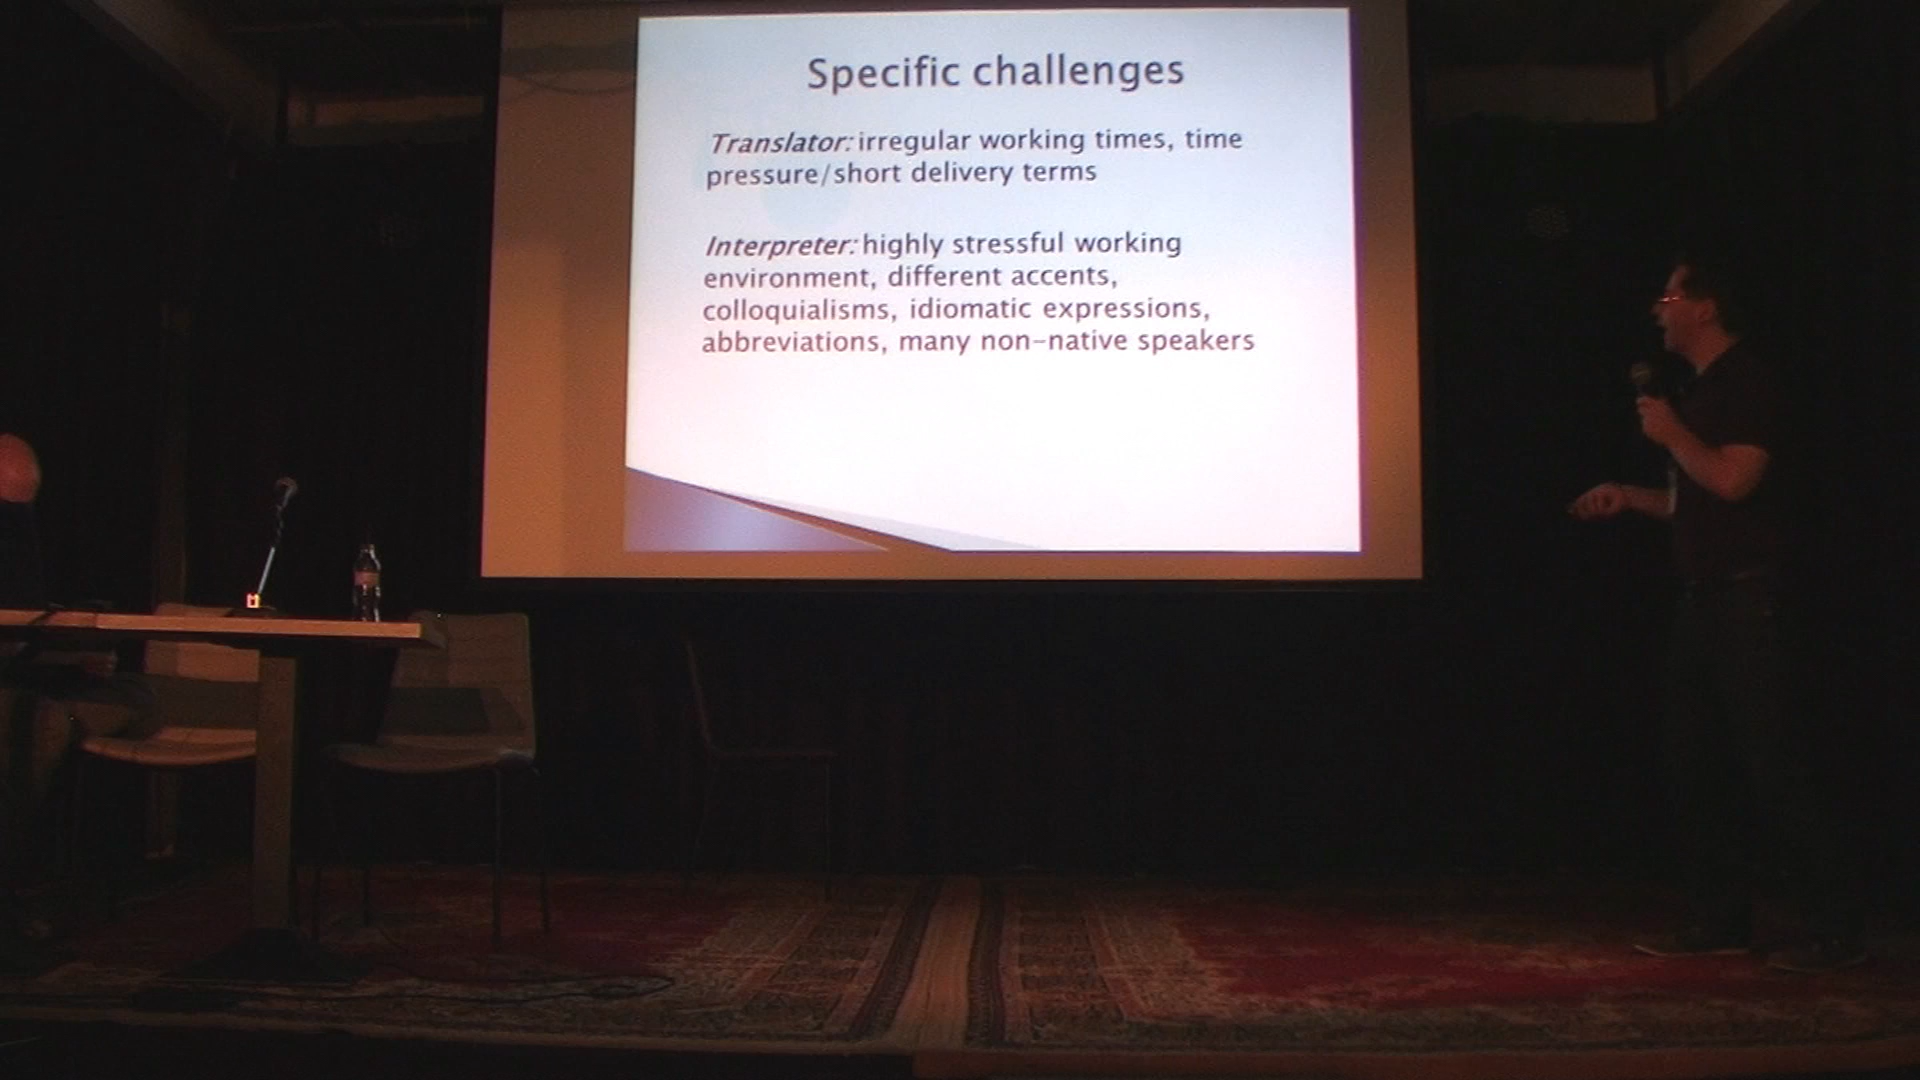 Specific challenges
Translator: irregular working times, time
pressure/short delivery terms
Interpreter: highly stressful working
environment, different accents,
colloquialisms, idiomatic expressions,
abbreviations, many non-native speakers